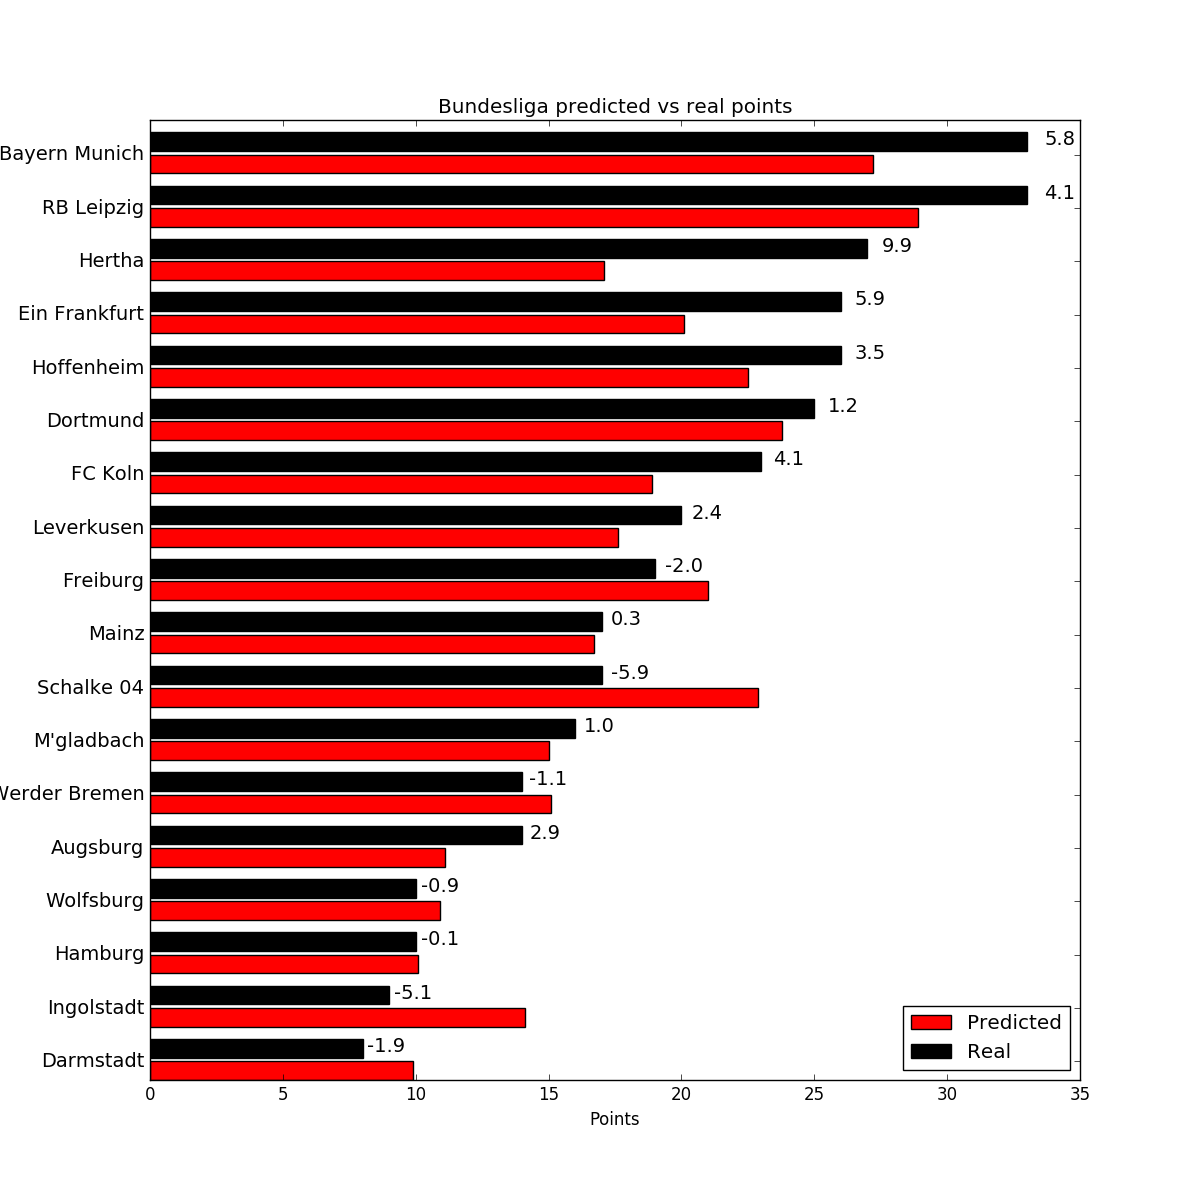 Bundesliga predicted vs real points
Bayern Munich 5.8
RB Leipzig 4.1
Hertha 9.9
Ein Frankfurt 5.9
Hoffenheim 3.5
Dortmund 1.2
FC Koln 4.1
Leverkusen 2.4
Freiburg -2.0
Mainz 0.3
Schalke 04 -5.9
M'gladbach 1.0
Werder Bremen -1.1
Augsburg 2.9
Wolfsburg -0.9
Hamburg -0.1
Ingolstadt -5.1
Darmstadt -1.9
Predicted
Real
0 5 10 15 20 25 30 35
Points